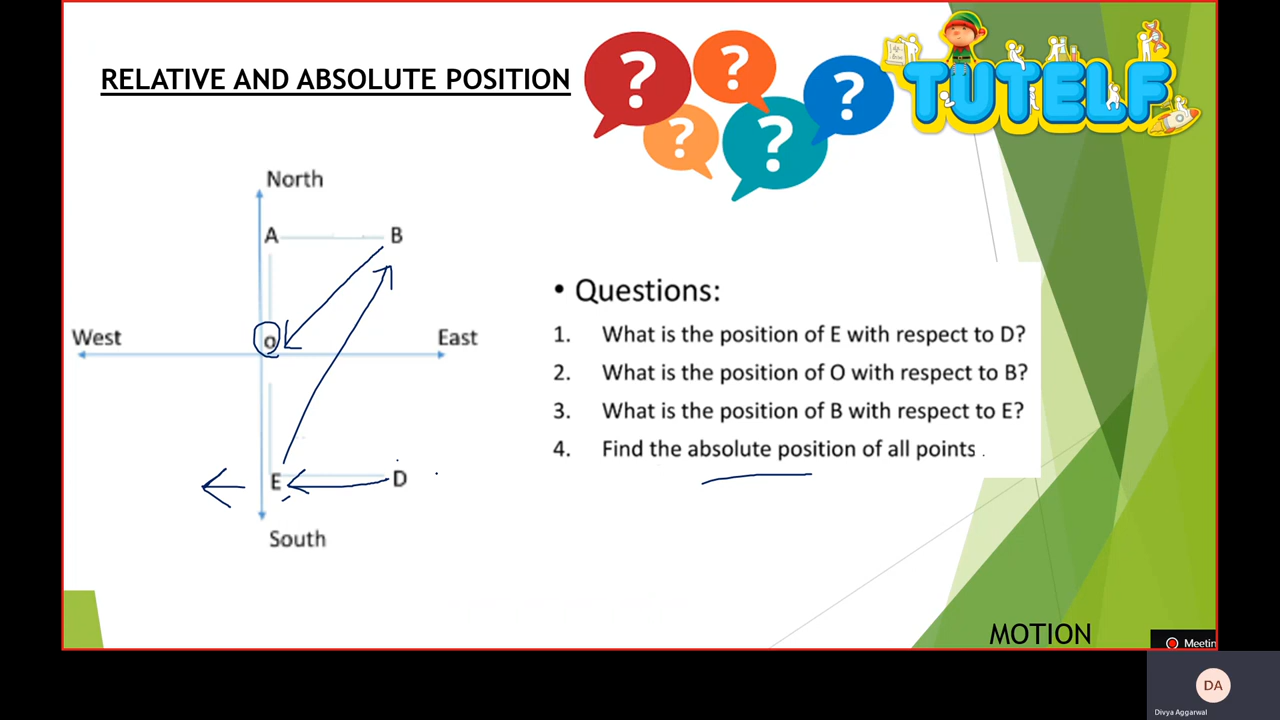 RELATIVE AND ABSOLUTE POSITION
? ? ? ? ?
TUTELF
North
A B
West O East
E D
South
• Questions:
1. What is the position of E with respect to D?
2. What is the position of O with respect to B?
3. What is the position of B with respect to E?
4. Find the absolute position of all points .
MOTION
Meetin
DA
Divya Aggarwal